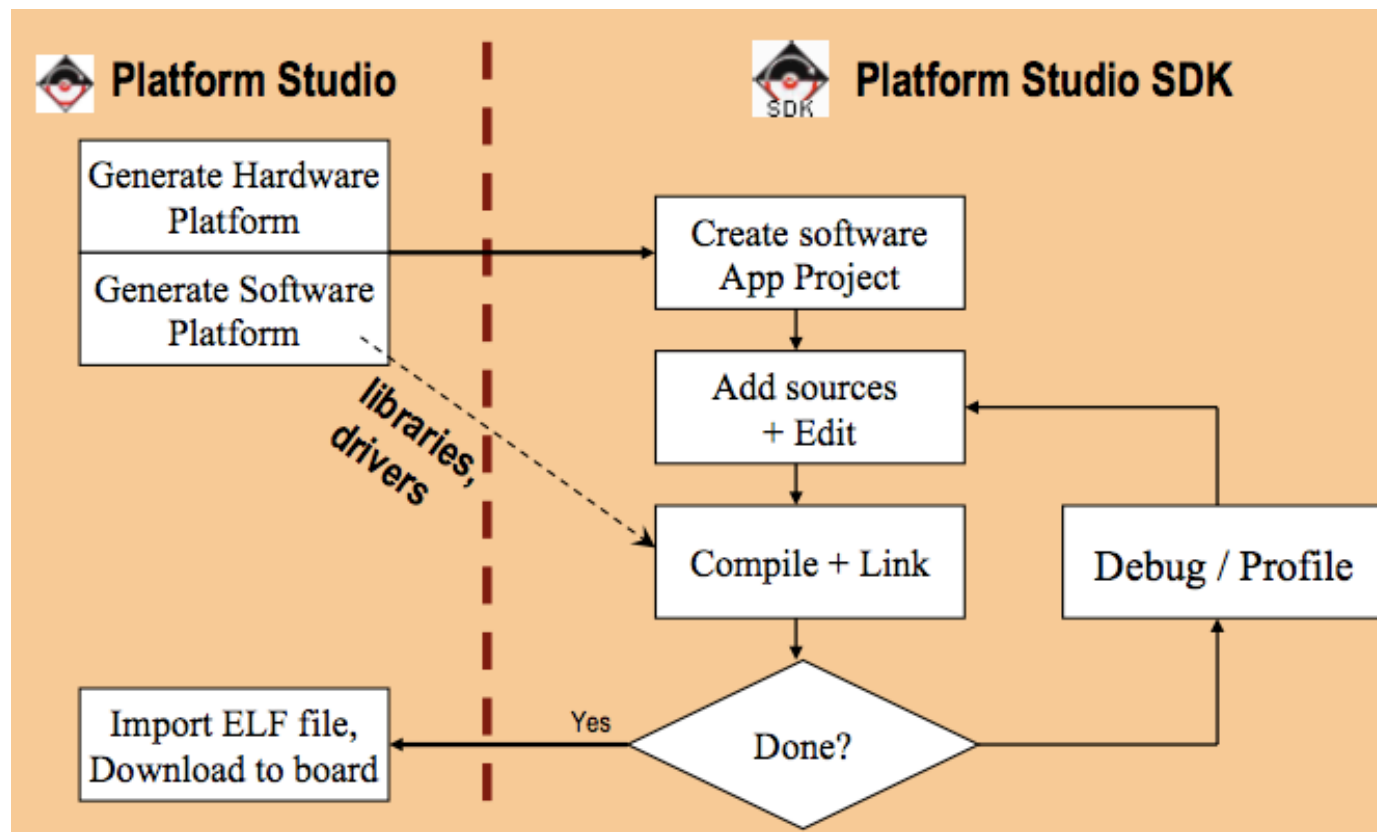 Platform Studio
SDK
Platform Studio SDK
Generate Hardware
Platform
Generate Software
Platform
libraries,
drivers
Create software
App Project
Add sources
+ Edit
Compile + Link
Debug / Profile
Done?
Yes
Import ELF file,
Download to board